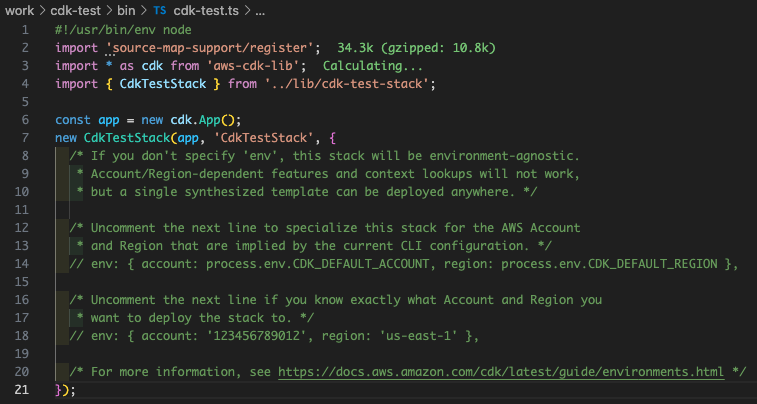 work > cdk-test > bin > TS cdk-test.ts > ...
1 #!/usr/bin/env node
2 import 'source-map-support/register'; 34.3k (gzipped: 10.8k)
3 import * as cdk from 'aws-cdk-lib'; Calculating...
4 import { CdkTestStack } from '../lib/cdk-test-stack';
5
6 const app = new cdk.App();
7 new CdkTestStack(app, 'CdkTestStack', {
8 /* If you don't specify 'env', this stack will be environment-agnostic.
9 * Account/Region-dependent features and context lookups will not work,
10 * but a single synthesized template can be deployed anywhere. */
11
12 /* Uncomment the next line to specialize this stack for the AWS Account
13 * and Region that are implied by the current CLI configuration. */
14 // env: { account: process.env.CDK_DEFAULT_ACCOUNT, region: process.env.CDK_DEFAULT_REGION },
15
16 /* Uncomment the next line if you know exactly what Account and Region you
17 * want to deploy the stack to. */
18 // env: { account: '123456789012', region: 'us-east-1' },
19
20 /* For more information, see https://docs.aws.amazon.com/cdk/latest/guide/environments.html */
21 });